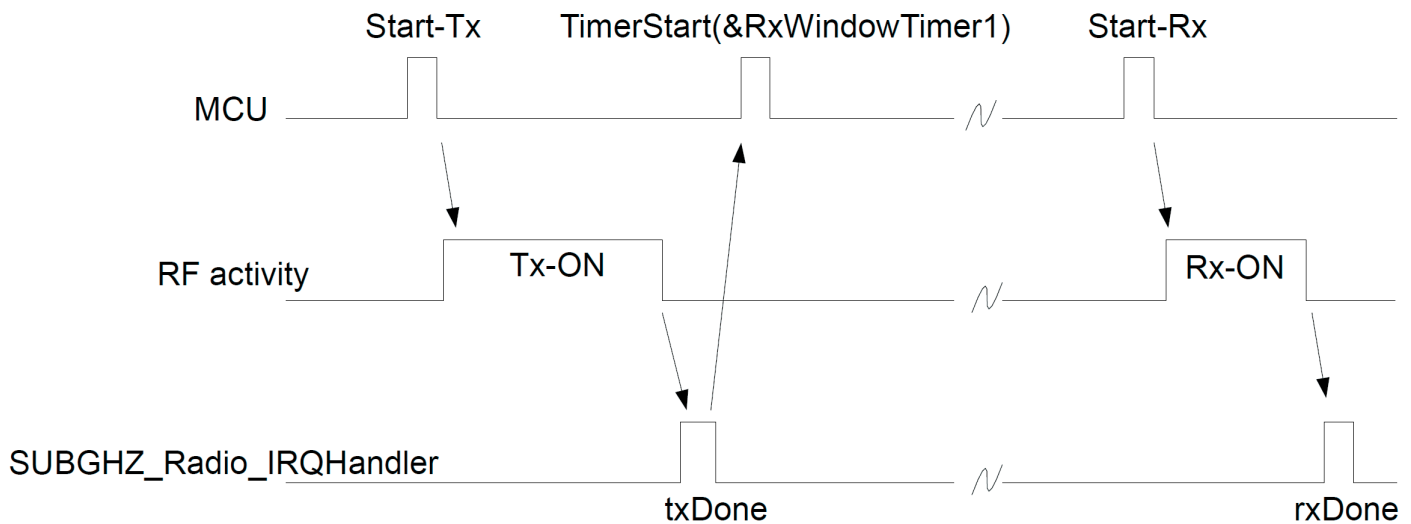 Start-Tx
TimerStart(&RxWindowTimer1)
Start-Rx
MCU
RF activity
Tx-ON
Rx-ON
SUBGHZ_Radio_IRQHandler
txDone
rxDone